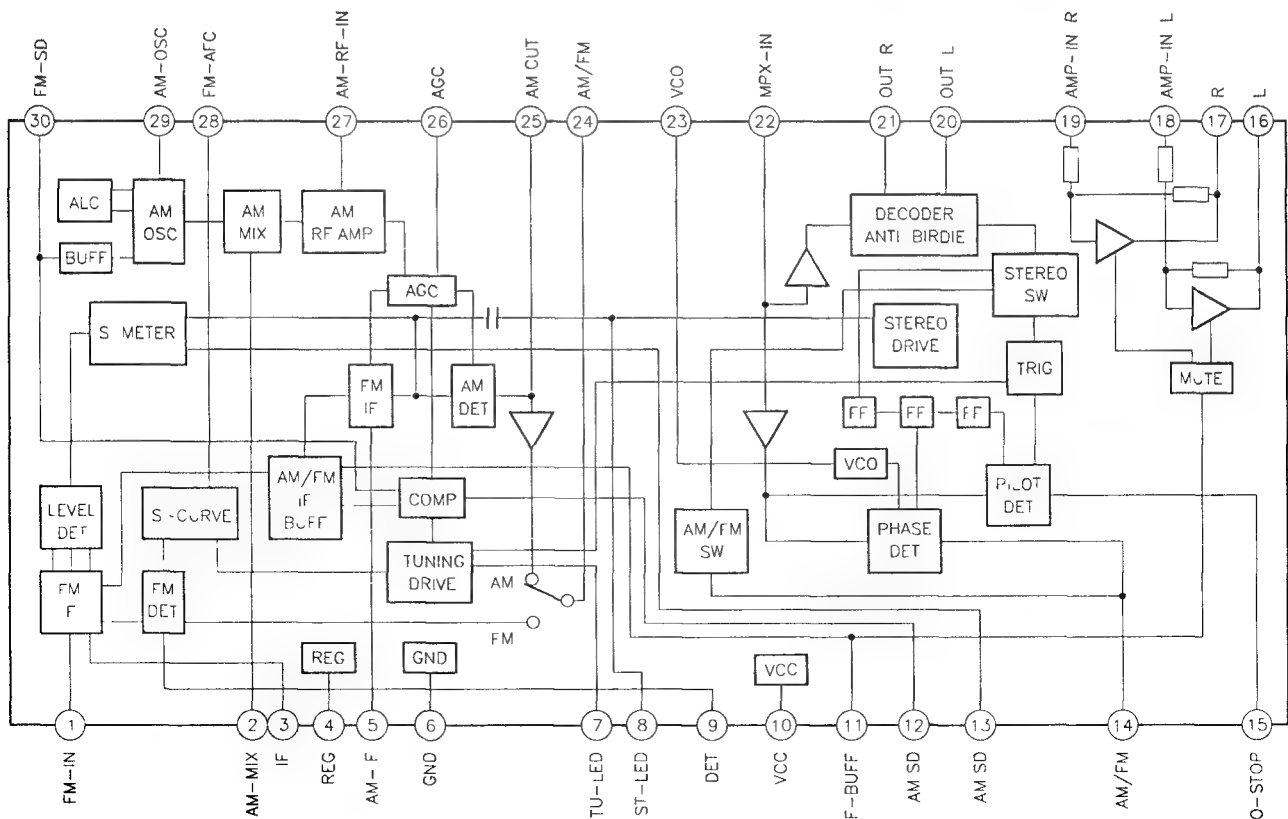 FM-SD
AM-OSC
FM-AFC
AM-RF-IN
AGC
AM CUT
AM/FM
VCO
MPX-IN
OUT R
OUT L
AMP-IN R
AMP-IN L
R
L
30
29
28
27
26
25
24
23
22
21
20
19
18
17
16
ALC
AM
OSC
AM
MIX
AM
RF AMP
DECODER
ANTI BIRDIE
BUFF
AGC
STEREO
SW
S METER
STEREO
DRIVE
FM
IF
AM
DET
TRIG
MUTE
FF
FF
FF
AM/FM
IF
BUFF
COMP
VCO
PILOT
DET
LEVEL
DET
S-CURVE
AM/FM
SW
PHASE
DET
TUNING
DRIVE
FM
F
FM
DET
AM
FM
REG
GND
VCC
1
2
3
4
5
6
7
8
9
10
11
12
13
14
15
FM-IN
AM-MIX
IF
REG
AM-F
GND
TU-LED
ST-LED
DET
VCC
F-BUFF
AM SD
AM SD
AM/FM
O-STOP